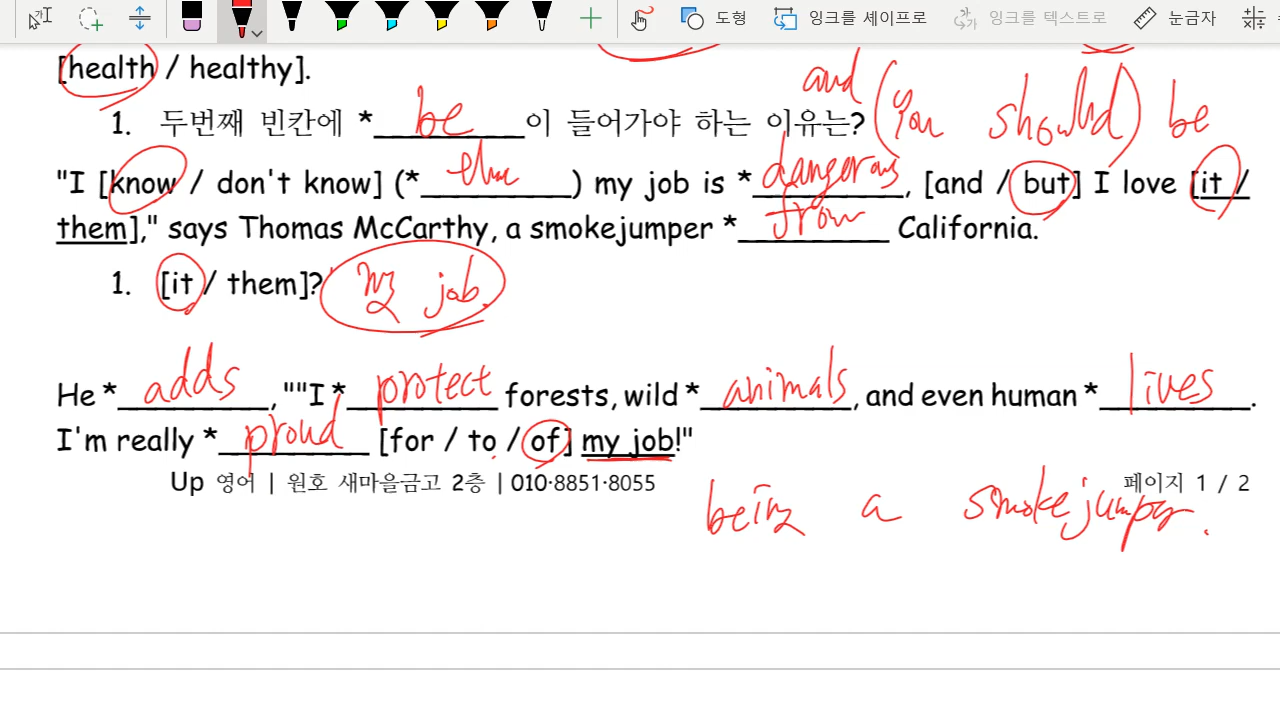 도형 잉크를 셰이프로 잉크를 텍스트로 눈금자
[health / healthy].
and (You should) be
1. 두번째 빈칸에 * be 이 들어가야 하는 이유는?
"I [know / don't know] (* ) my job is * dangerous, [and / but] I love [it /
them]," says Thomas McCarthy, a smokejumper * from California.
1. [it / them]? my job.
He * adds, ""I * protect forests, wild * animals, and even human * lives.
I'm really * proud [for / to / of] my job!"
Up 영어 | 원호 새마을금고 2층 | 010·8851·8055 페이지 1 / 2
being a smokejumper.